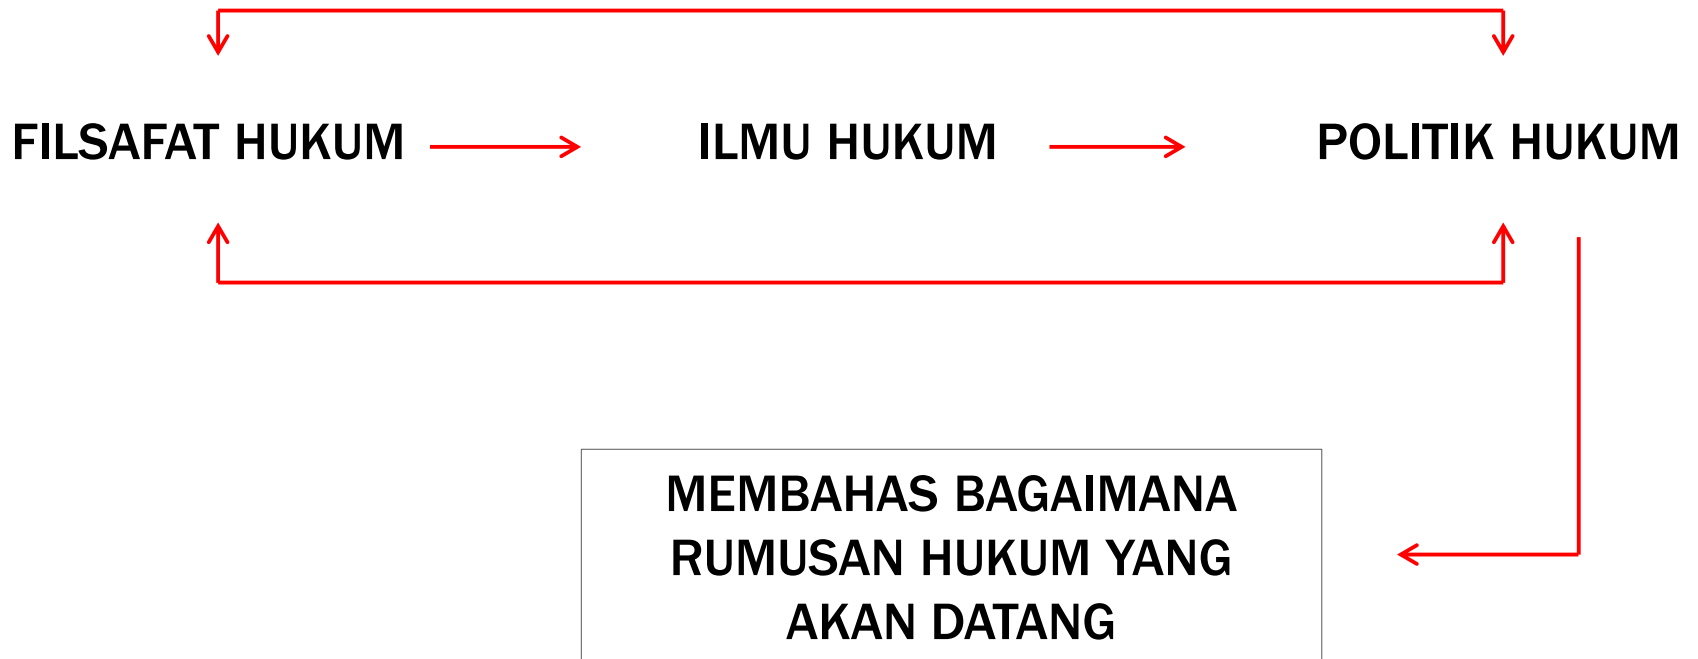 FILSAFAT HUKUM
ILMU HUKUM
POLITIK HUKUM
MEMBAHAS BAGAIMANA
RUMUSAN HUKUM YANG
AKAN DATANG